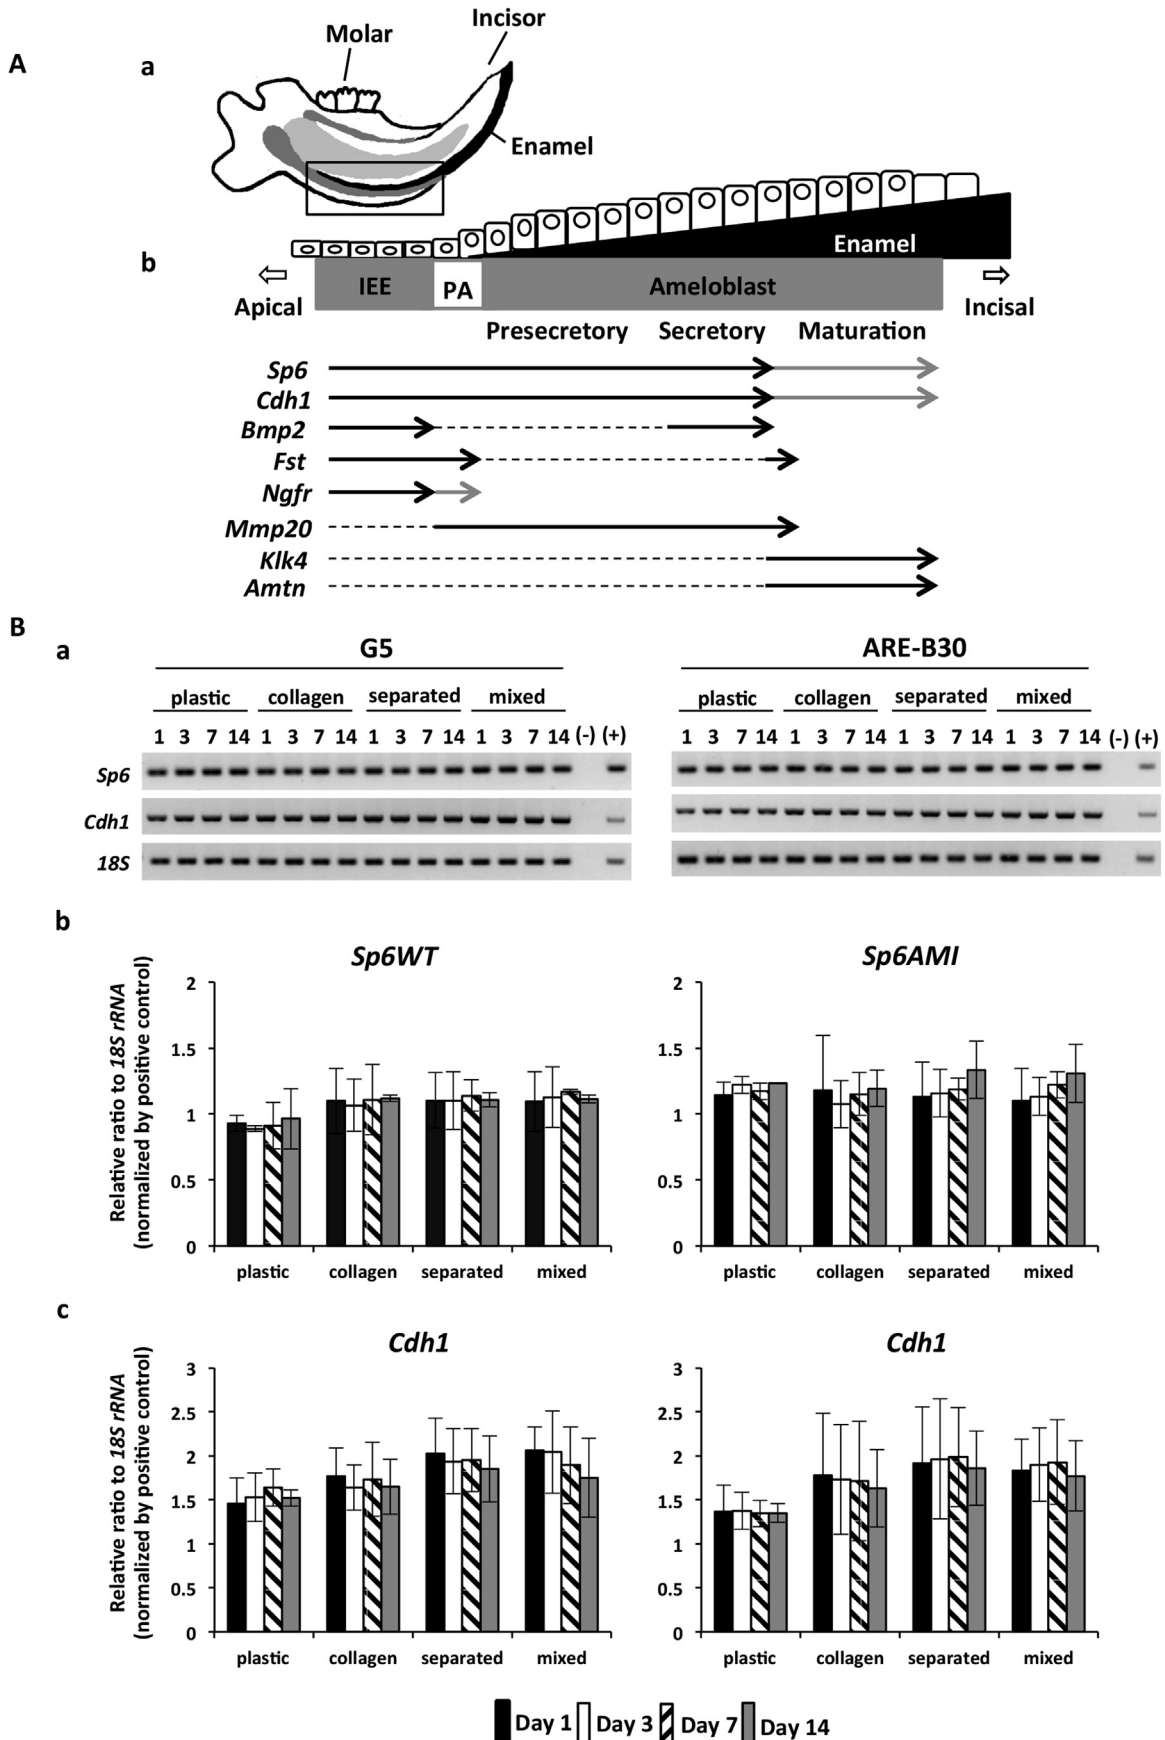 A
a
Molar
Incisor
Enamel
Enamel
b
Apical
IEE
PA
Ameloblast
Incisal
Presecretory
Secretory
Maturation
Sp6
Cdh1
Bmp2
Fst
Ngfr
Mmp20
Klk4
Amtn
B
a
G5
plastic collagen separated mixed
1 3 7 14 1 3 7 14 1 3 7 14 1 3 7 14 (-) (+)
Sp6
Cdh1
18S
ARE-B30
plastic collagen separated mixed
1 3 7 14 1 3 7 14 1 3 7 14 1 3 7 14 (-) (+)
b
Relative ratio to 18S rRNA
(normalized by positive control)
Sp6WT
2
1.5
1
0.5
0
plastic collagen separated mixed
Sp6AMI
2
1.5
1
0.5
0
plastic collagen separated mixed
c
Relative ratio to 18S rRNA
(normalized by positive control)
Cdh1
3
2.5
2
1.5
1
0.5
0
plastic collagen separated mixed
Cdh1
3
2.5
2
1.5
1
0.5
0
plastic collagen separated mixed
Day 1 Day 3 Day 7 Day 14